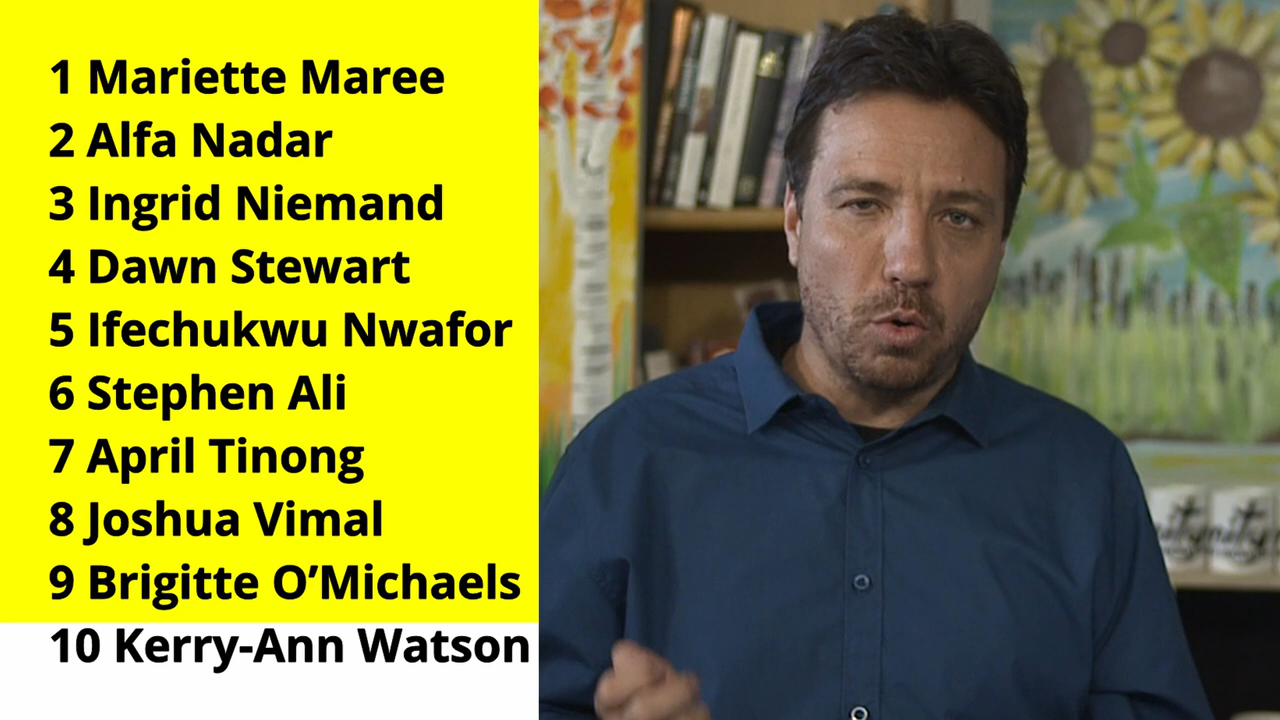 1 Mariette Maree
2 Alfa Nadar
3 Ingrid Niemand
4 Dawn Stewart
5 Ifechukwu Nwafor
6 Stephen Ali
7 April Tinong
8 Joshua Vimal
9 Brigitte O’Michaels
10 Kerry-Ann Watson